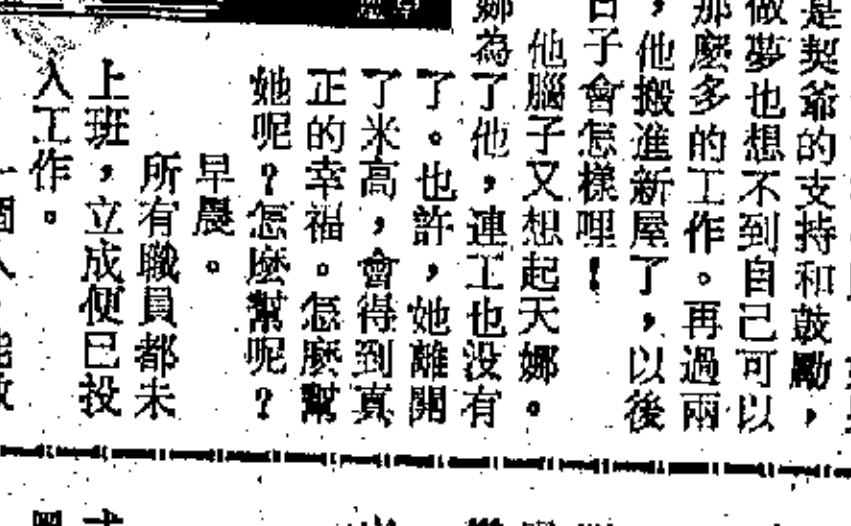 是契爺的支持和鼓勵，
做夢也想不到自己可以
那麼多的工作。再過兩
，他搬進新屋了，以後
日子會怎樣哩！
他腦子又想起天娜。
娜為了他，連工也没有
了。也許，她離開
了米高，會得到真
正的幸福。怎麼幫
她呢？怎麼幫呢？
早晨。
所有職員都未
上班，立成便已投
入工作。